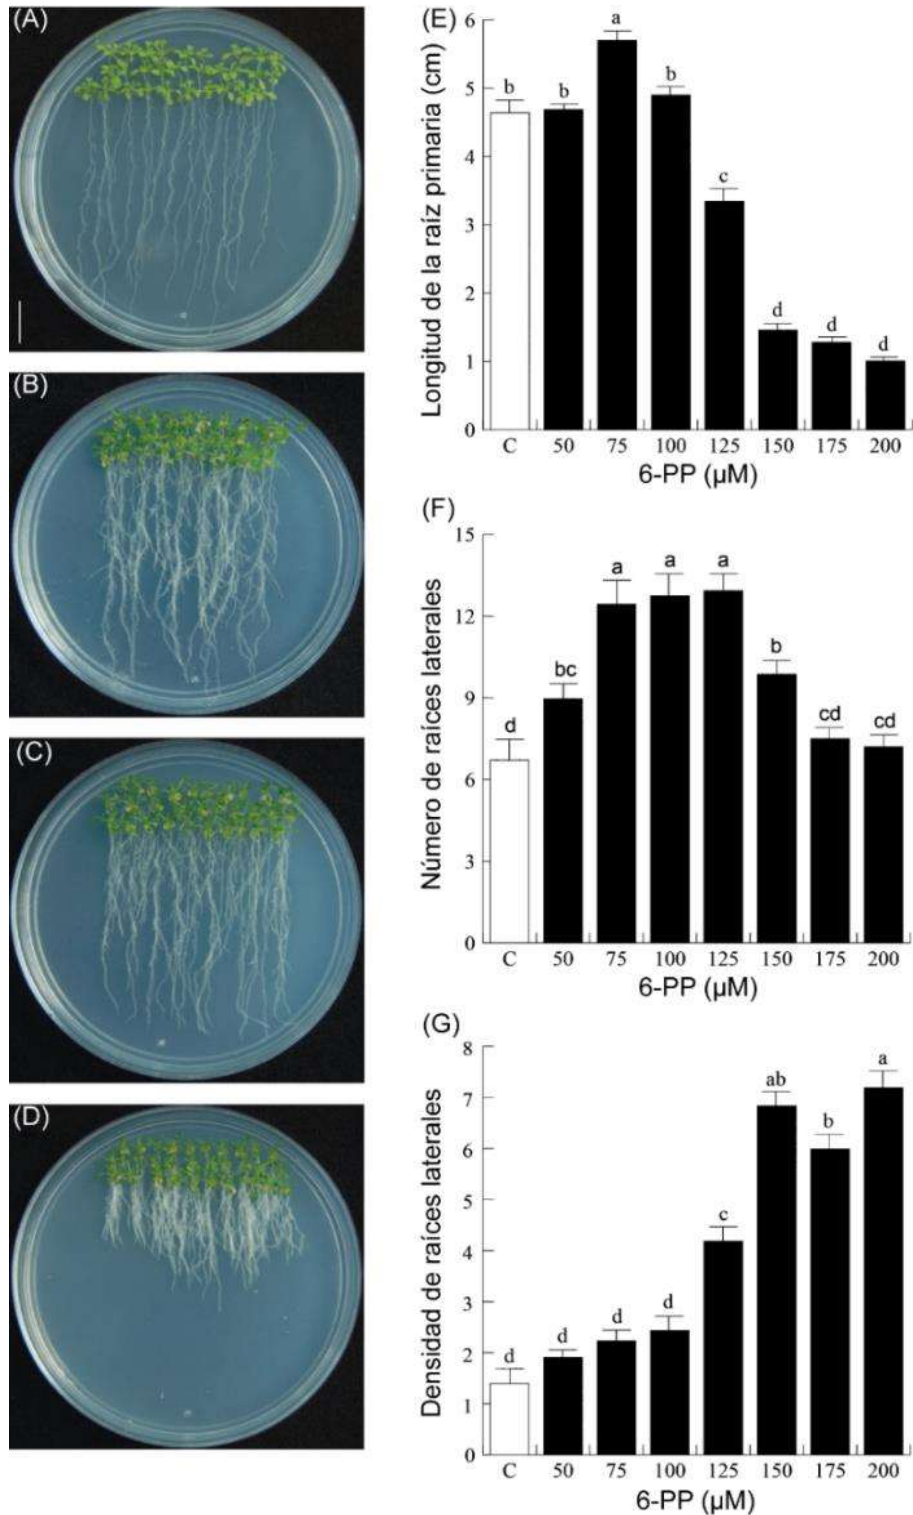 (A)
(B)
(C)
(D)
(E)
Longitud de la raíz primaria (cm)
6
5
4
3
2
1
0
b
b
a
b
c
d
d
d
C 50 75 100 125 150 175 200
6-PP (µM)
(F)
Número de raíces laterales
15
12
9
6
3
0
d
bc
a
a
a
b
cd
cd
C 50 75 100 125 150 175 200
6-PP (µM)
(G)
Densidad de raíces laterales
8
7
6
5
4
3
2
1
0
d
d
d
d
c
ab
b
a
C 50 75 100 125 150 175 200
6-PP (µM)